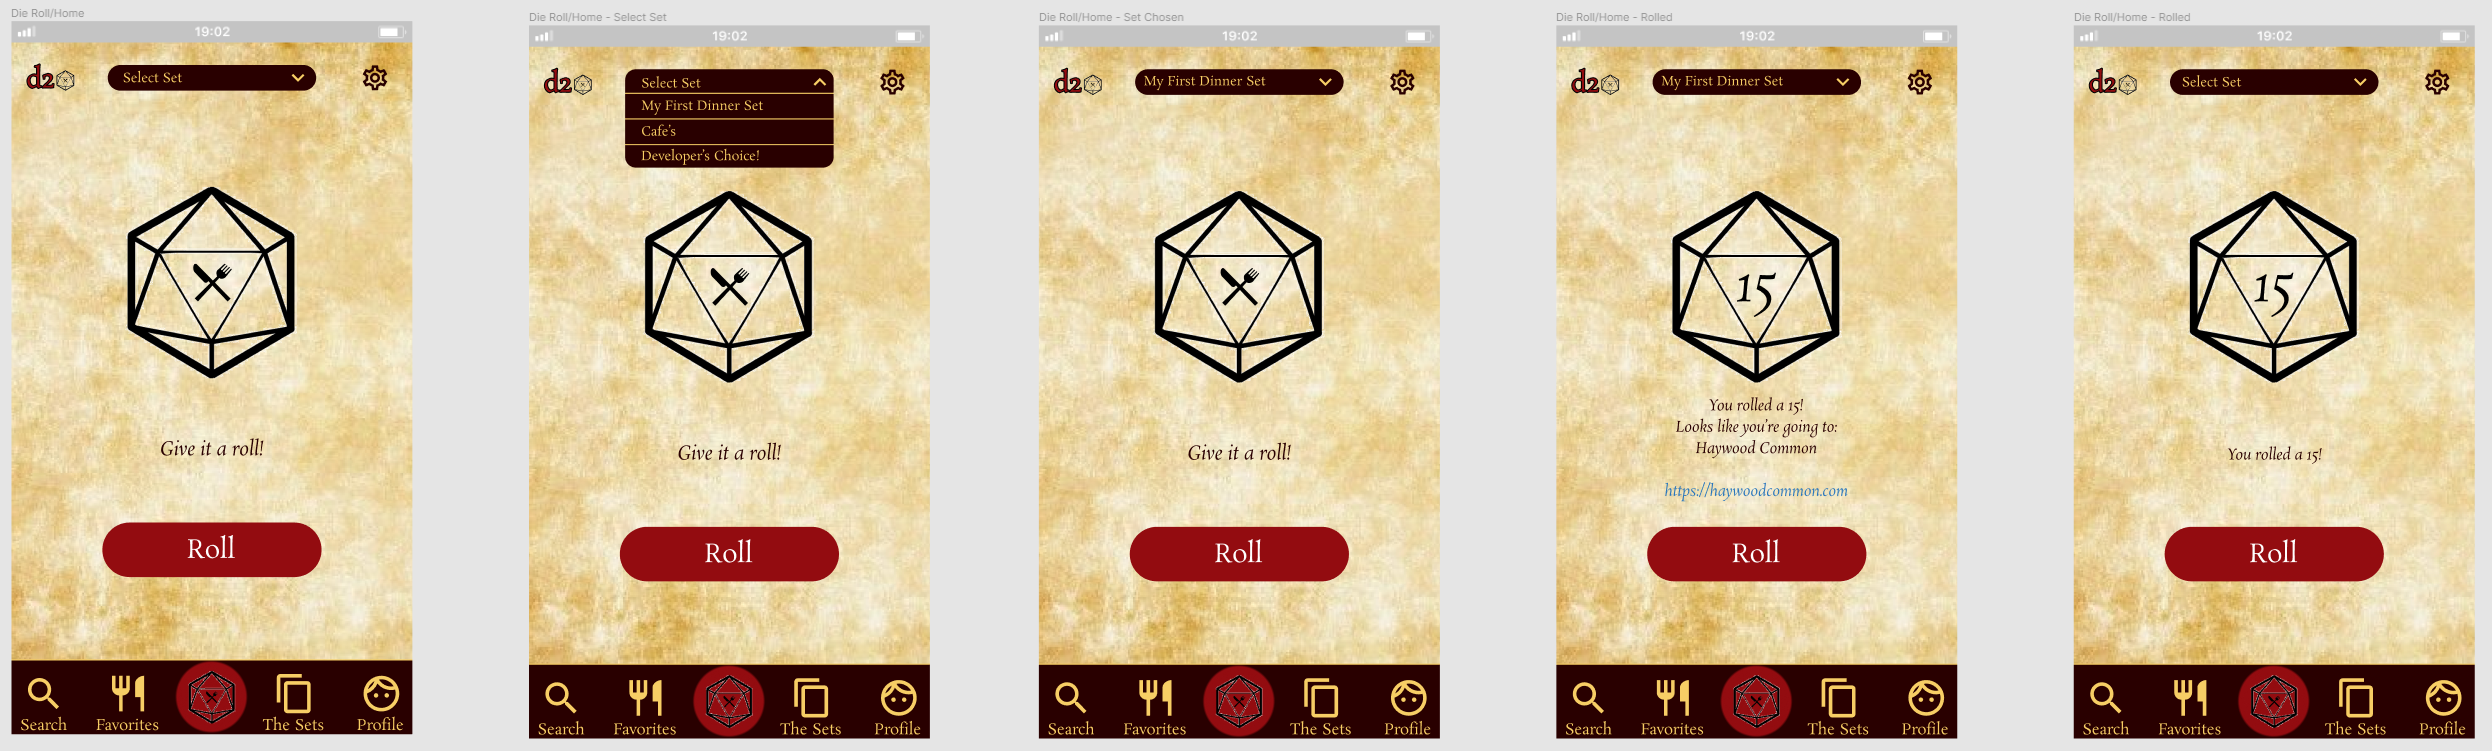 Die Roll/Home
19:02
d2
Select Set
Give it a roll!
Roll
Search
Favorites
The Sets
Profile
Die Roll/Home - Select Set
19:02
d2
Select Set
My First Dinner Set
Cafe's
Developer's Choice!
Give it a roll!
Roll
Search
Favorites
The Sets
Profile
Die Roll/Home - Set Chosen
19:02
d2
My First Dinner Set
Give it a roll!
Roll
Search
Favorites
The Sets
Profile
Die Roll/Home - Rolled
19:02
d2
My First Dinner Set
15
You rolled a 15!
Looks like you're going to:
Haywood Common
https://haywoodcommon.com
Roll
Search
Favorites
The Sets
Profile
Die Roll/Home - Rolled
19:02
d2
Select Set
15
You rolled a 15!
Roll
Search
Favorites
The Sets
Profile